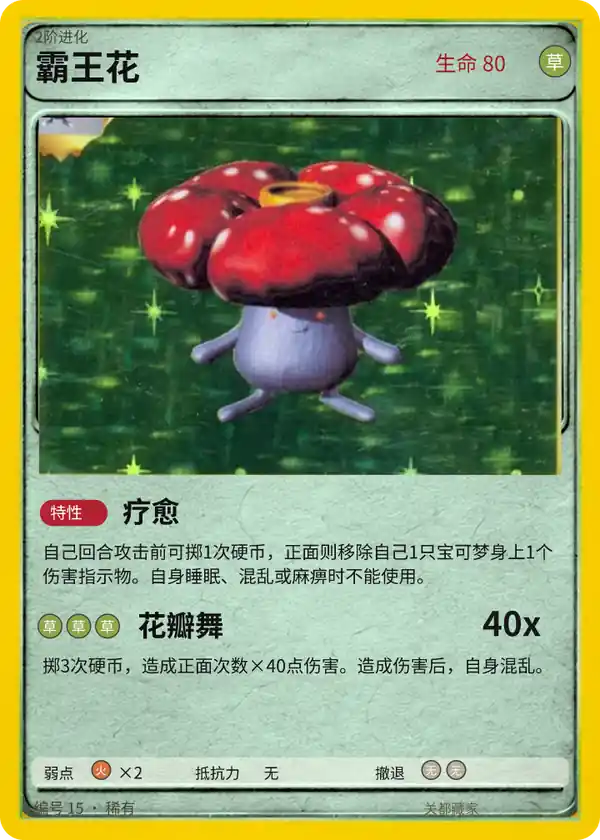 2阶进化
霸王花
生命 80
草
特性 疗愈
自己回合攻击前可掷1次硬币，正面则移除自己1只宝可梦身上1个
伤害指示物。自身睡眠、混乱或麻痹时不能使用。
草 草 草 花瓣舞 40x
掷3次硬币，造成正面次数×40点伤害。造成伤害后，自身混乱。
弱点 火 ×2 抵抗力 无 撤退 无 无
编号 15 · 稀有 关都藏家